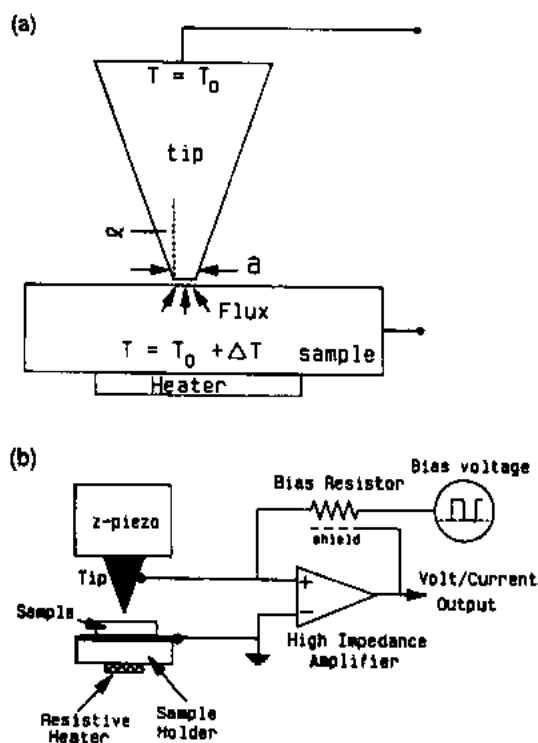 (a)
T = T₀
tip
α
a
Flux
T = T₀ + ΔT sample
Heater
(b)
Bias voltage
Bias Resistor
z-piezo
shield
Tip
+
Volt/Current
Output
Sample
−
High Impedance
Amplifier
Resistive
Heater
Sample
Holder